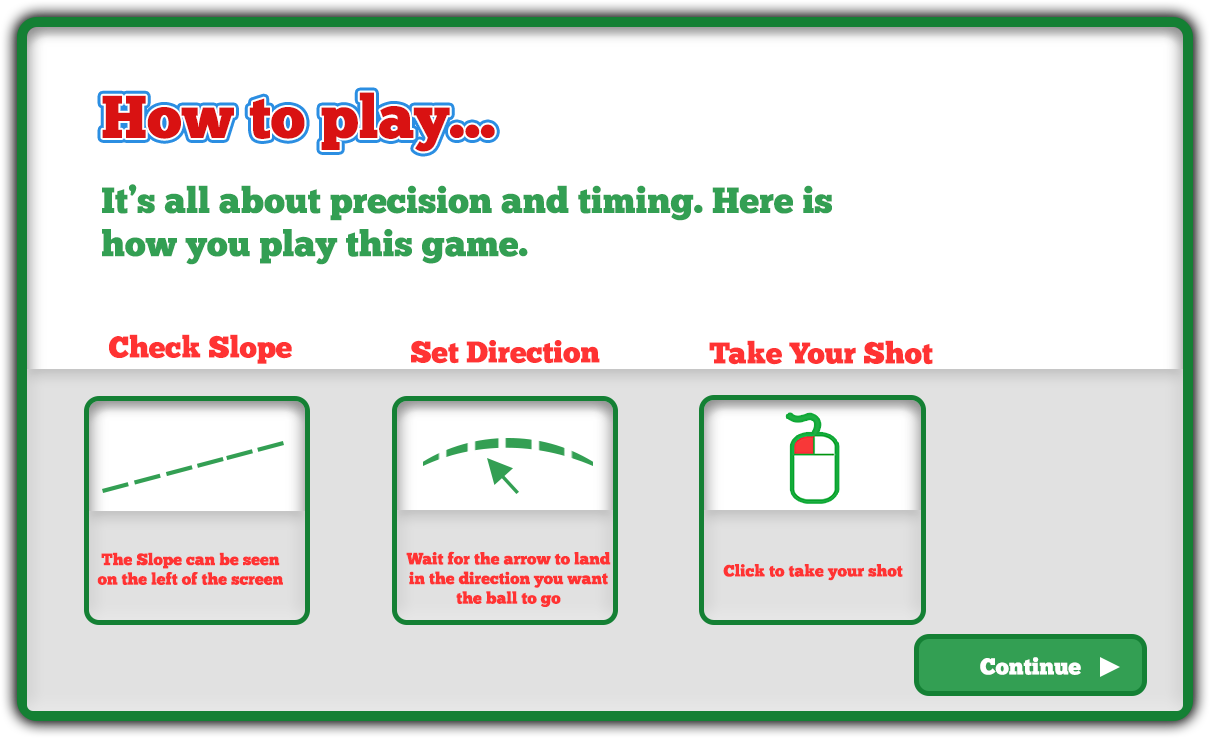 How to play...
It's all about precision and timing. Here is
how you play this game.
Check Slope
Set Direction
Take Your Shot
The Slope can be seen
on the left of the screen
Wait for the arrow to land
in the direction you want
the ball to go
Click to take your shot
Continue